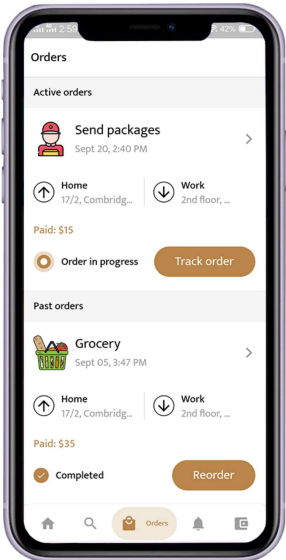 2:59
42%
Orders
Active orders
Send packages
Sept 20, 2:40 PM
Home
17/2, Combridg...
Work
2nd floor, ...
Paid: $15
Order in progress
Track order
Past orders
Grocery
Sept 05, 3:47 PM
Home
17/2, Combridg...
Work
2nd floor, ...
Paid: $35
Completed
Reorder
Orders